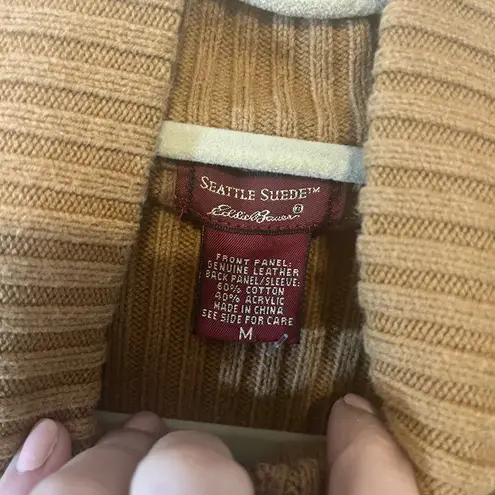 SEATTLE SUEDE™
Eddie Bauer®
FRONT PANEL:
GENUINE LEATHER
BACK PANEL/SLEEVE:
60% COTTON
40% ACRYLIC
MADE IN CHINA
SEE SIDE FOR CARE
M